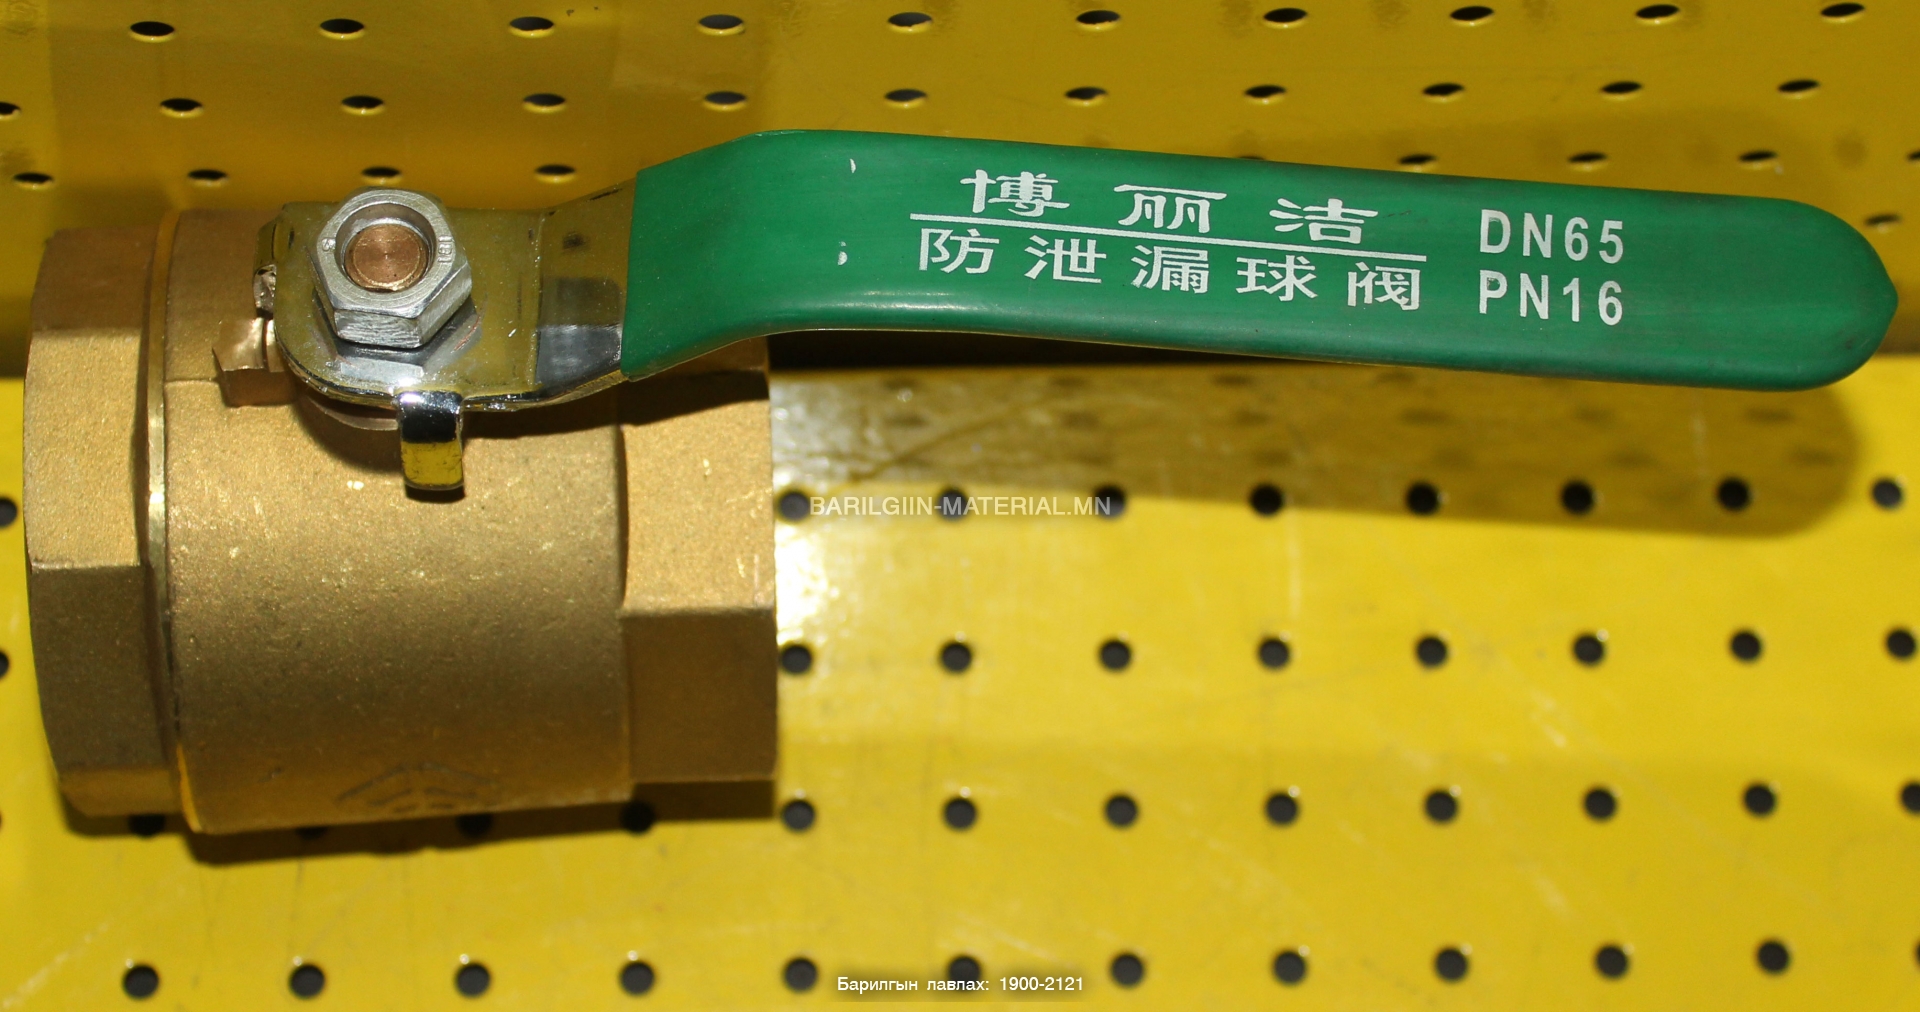 博丽洁
防泄漏球阀
DN65
PN16
BARILGIIN-MATERIAL.MN
Барилгын лавлах: 1900-2121